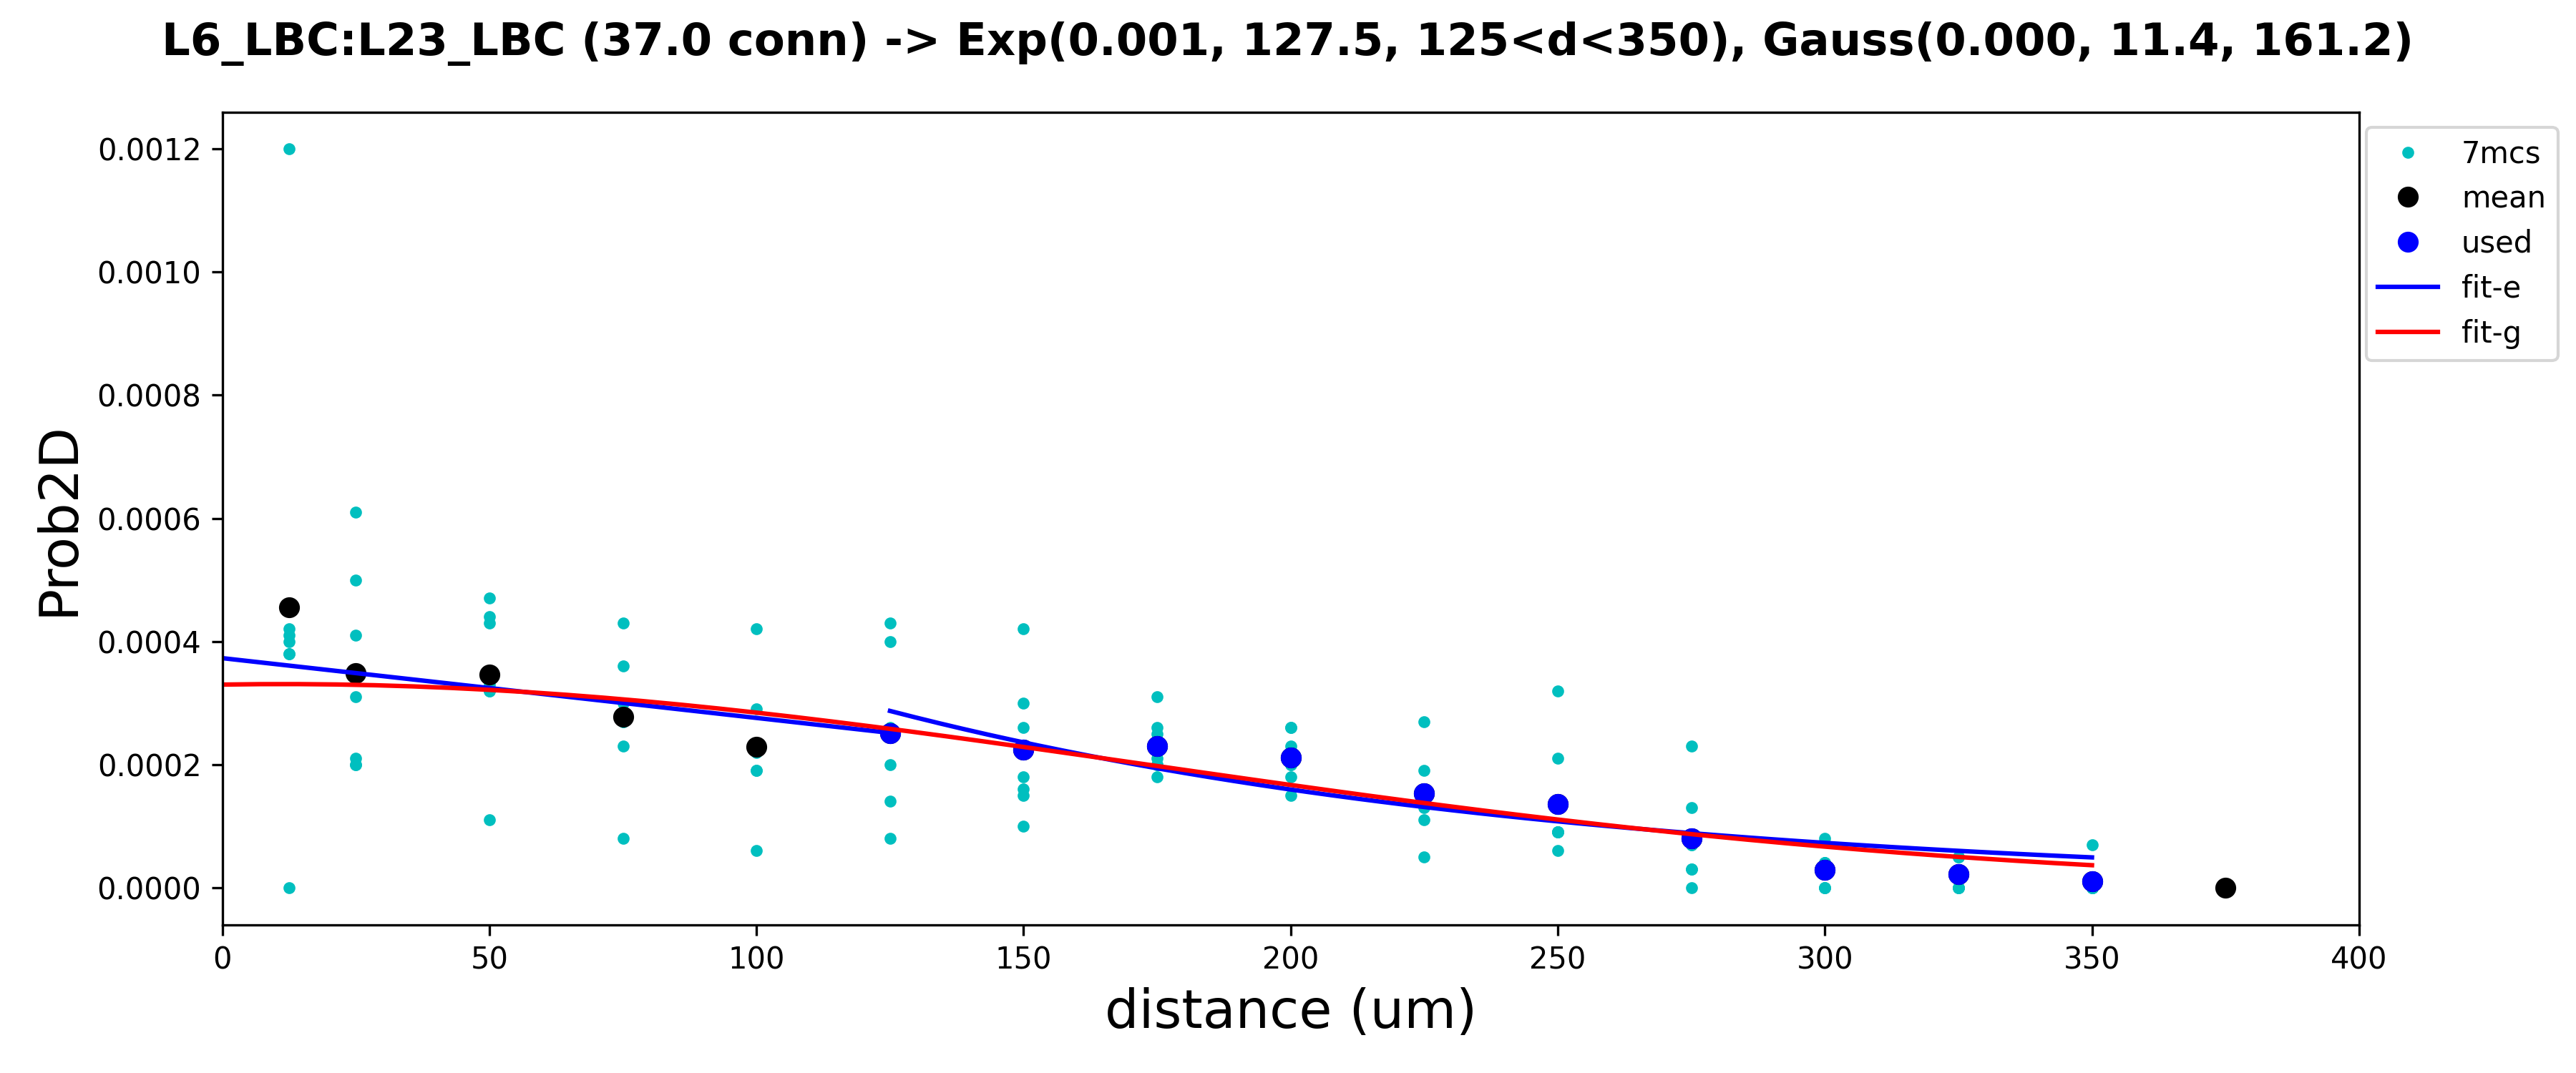 L6_LBC:L23_LBC (37.0 conn) -> Exp(0.001, 127.5, 125<d<350), Gauss(0.000, 11.4, 161.2)
7mcs
mean
used
fit-e
fit-g
Prob2D
0.0012
0.0010
0.0008
0.0006
0.0004
0.0002
0.0000
0 50 100 150 200 250 300 350 400
distance (um)